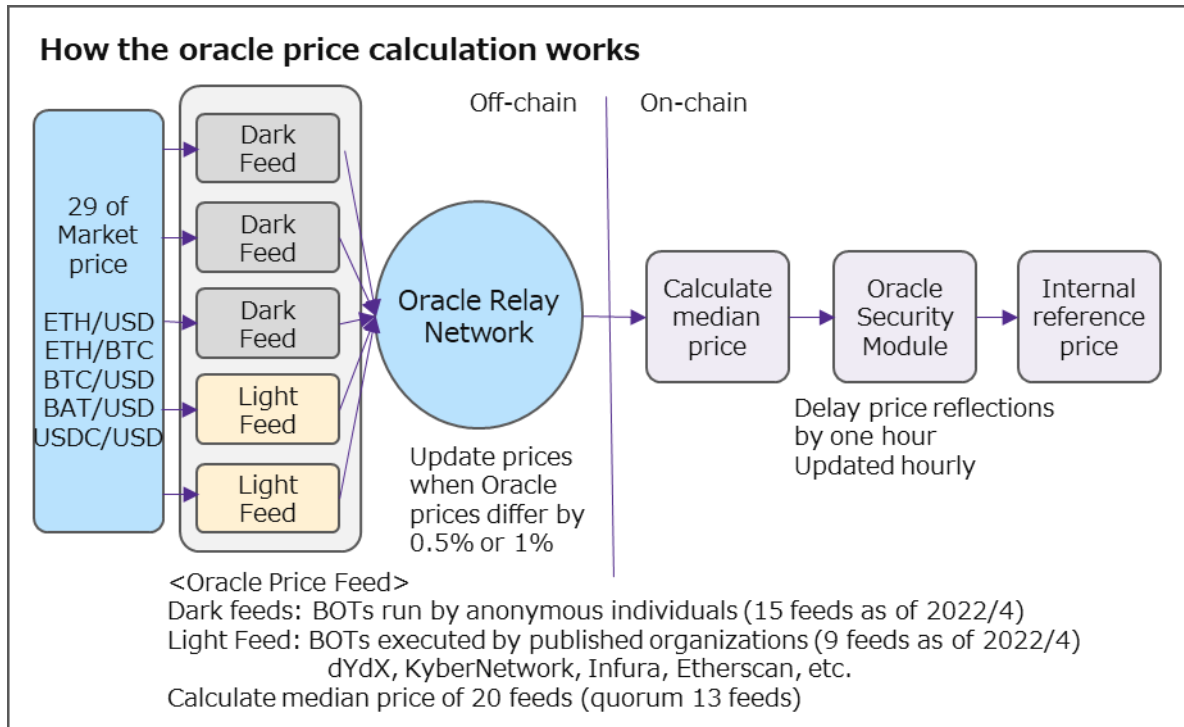 How the oracle price calculation works
Off-chain
On-chain
29 of
Market
price
ETH/USD
ETH/BTC
BTC/USD
BAT/USD
USDC/USD
Dark
Feed
Dark
Feed
Dark
Feed
Light
Feed
Light
Feed
Oracle Relay
Network
Update prices
when Oracle
prices differ by
0.5% or 1%
Calculate
median
price
Oracle
Security
Module
Internal
reference
price
Delay price reflections
by one hour
Updated hourly
<Oracle Price Feed>
Dark feeds: BOTs run by anonymous individuals (15 feeds as of 2022/4)
Light Feed: BOTs executed by published organizations (9 feeds as of 2022/4)
dYdX, KyberNetwork, Infura, Etherscan, etc.
Calculate median price of 20 feeds (quorum 13 feeds)